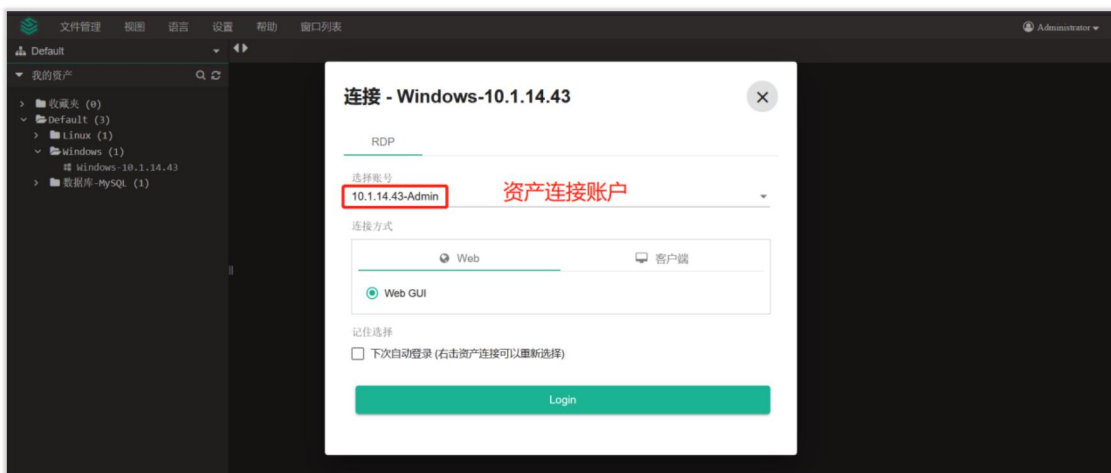 文件管理 视图 语言 设置 帮助 窗口列表 Administrator
Default
我的资产
收藏夹 (0)
Default (3)
Linux (1)
Windows (1)
Windows-10.1.14.43
数据库-MySQL (1)
连接 - Windows-10.1.14.43
RDP
选择账号
10.1.14.43-Admin 资产连接账户
连接方式
Web 客户端
Web GUI
记住选择
下次自动登录 (右击资产连接可以重新选择)
Login